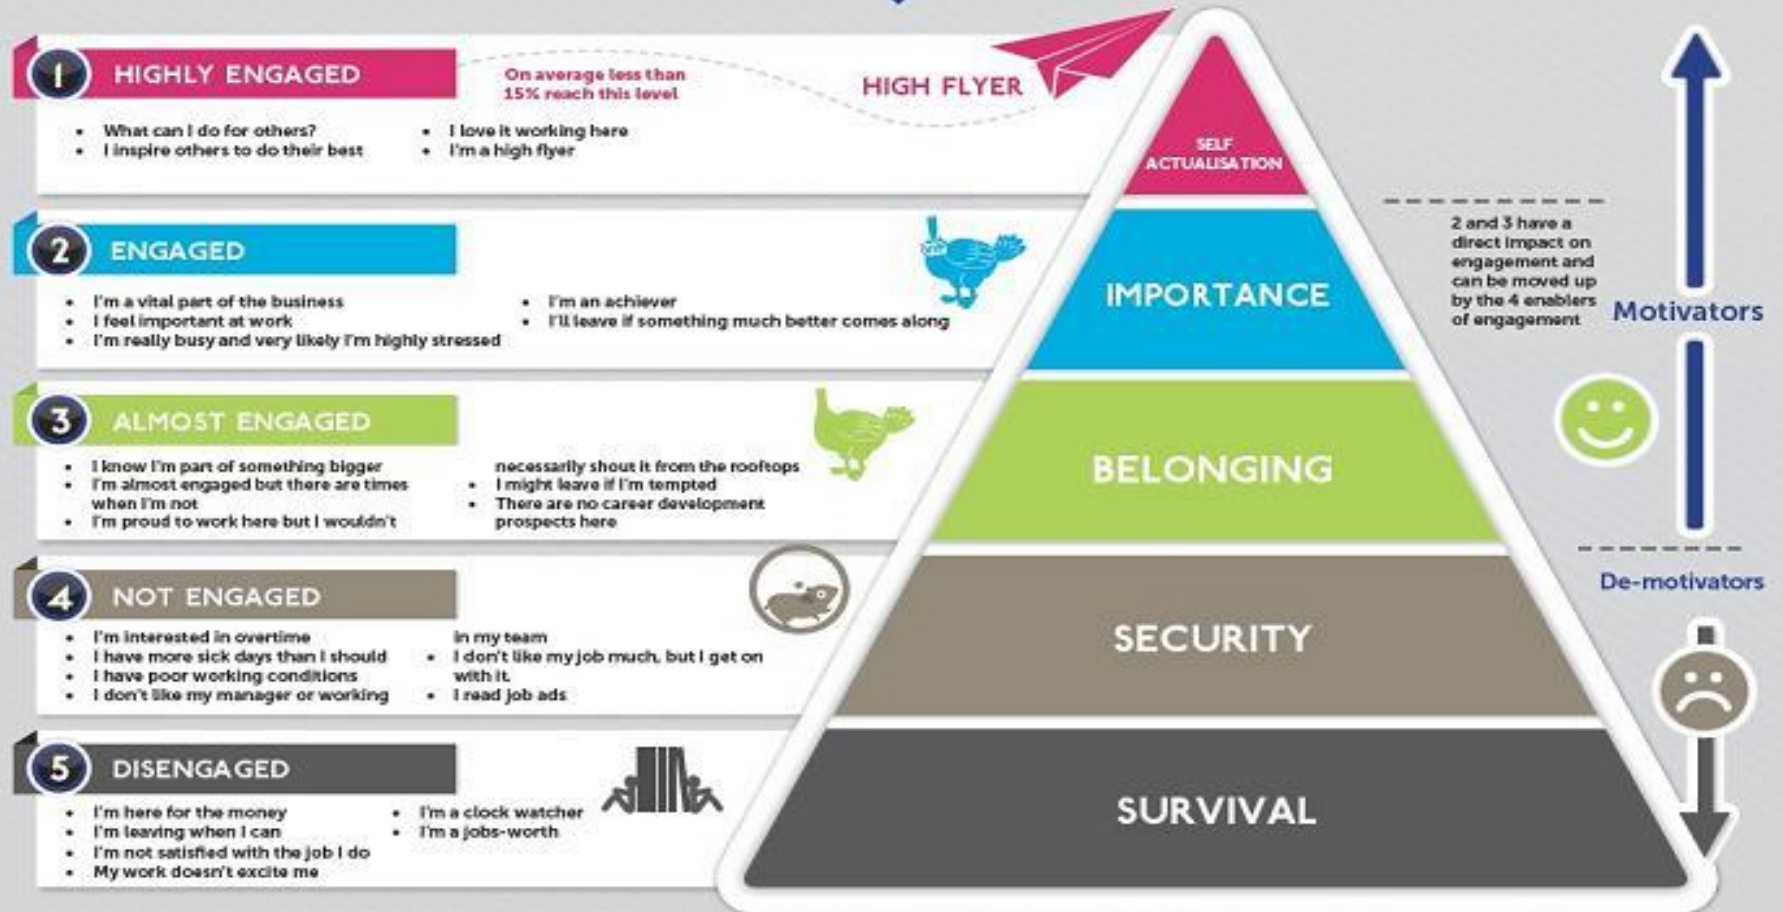 1 HIGHLY ENGAGED
On average less than
15% reach this level
HIGH FLYER
• What can I do for others?
• I inspire others to do their best
• I love it working here
• I'm a high flyer
SELF
ACTUALISATION
2 ENGAGED
• I'm a vital part of the business
• I feel important at work
• I'm really busy and very likely I'm highly stressed
• I'm an achiever
• I'll leave if something much better comes along
IMPORTANCE
2 and 3 have a
direct impact on
engagement and
can be moved up
by the 4 enablers
of engagement
Motivators
3 ALMOST ENGAGED
• I know I'm part of something bigger
• I'm almost engaged but there are times
when I'm not
• I'm proud to work here but I wouldn't
necessarily shout it from the rooftops
• I might leave if I'm tempted
• There are no career development
prospects here
BELONGING
De-motivators
4 NOT ENGAGED
• I'm interested in overtime
• I have more sick days than I should
• I have poor working conditions
• I don't like my manager or working
in my team
• I don't like my job much, but I get on
with it.
• I read job ads
SECURITY
5 DISENGAGED
• I'm here for the money
• I'm leaving when I can
• I'm not satisfied with the job I do
• My work doesn't excite me
• I'm a clock watcher
• I'm a jobs-worth
SURVIVAL